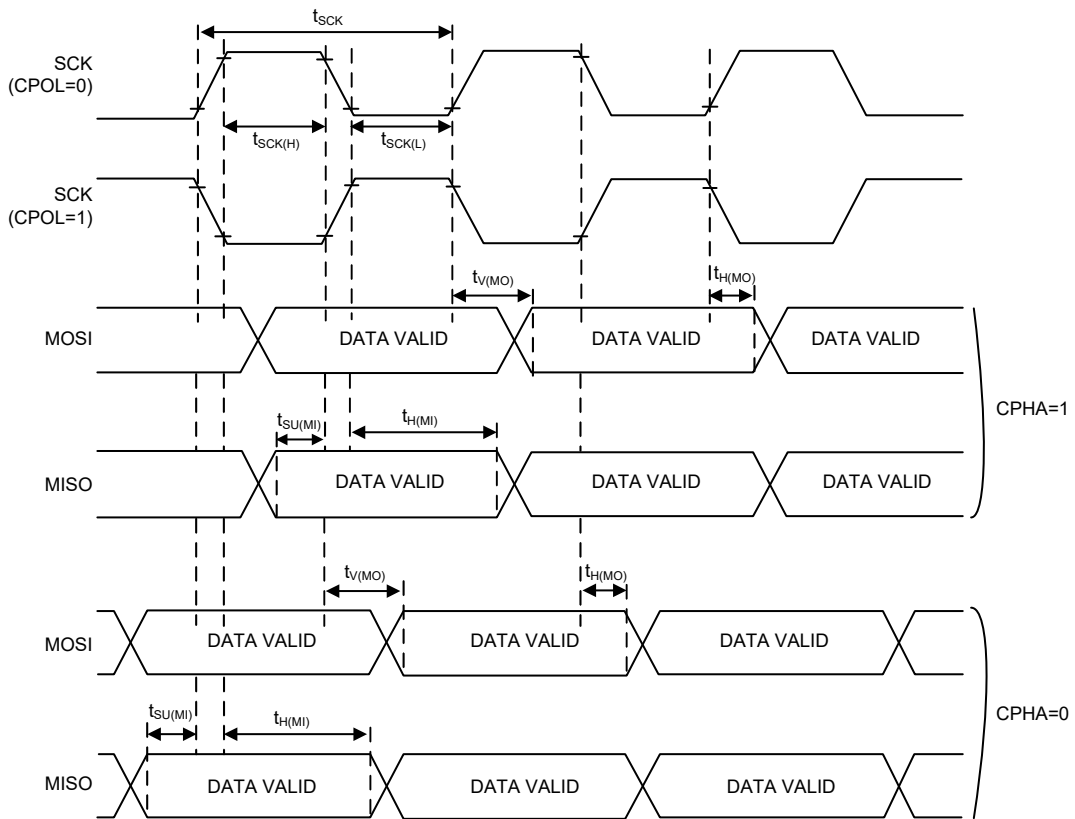 tSCK
SCK
(CPOL=0)
tSCK(H)
tSCK(L)
SCK
(CPOL=1)
tV(MO)
tH(MO)
MOSI
DATA VALID
DATA VALID
DATA VALID
CPHA=1
tSU(MI)
tH(MI)
MISO
DATA VALID
DATA VALID
DATA VALID
tV(MO)
tH(MO)
MOSI
DATA VALID
DATA VALID
DATA VALID
CPHA=0
tSU(MI)
tH(MI)
MISO
DATA VALID
DATA VALID
DATA VALID